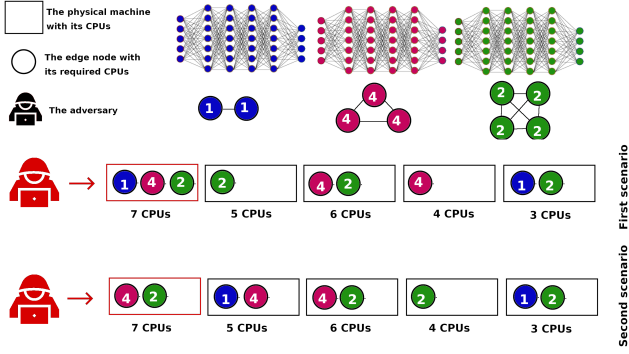 The physical machine
with its CPUs
The edge node with
its required CPUs
The adversary
1 1
4
4 4
2 2
2 2
1 4 2
2
4 2
4
1 2
7 CPUs 5 CPUs 6 CPUs 4 CPUs 3 CPUs
First scenario
4 2
1 4
4 2
2
1 2
7 CPUs 5 CPUs 6 CPUs 4 CPUs 3 CPUs
Second scenario